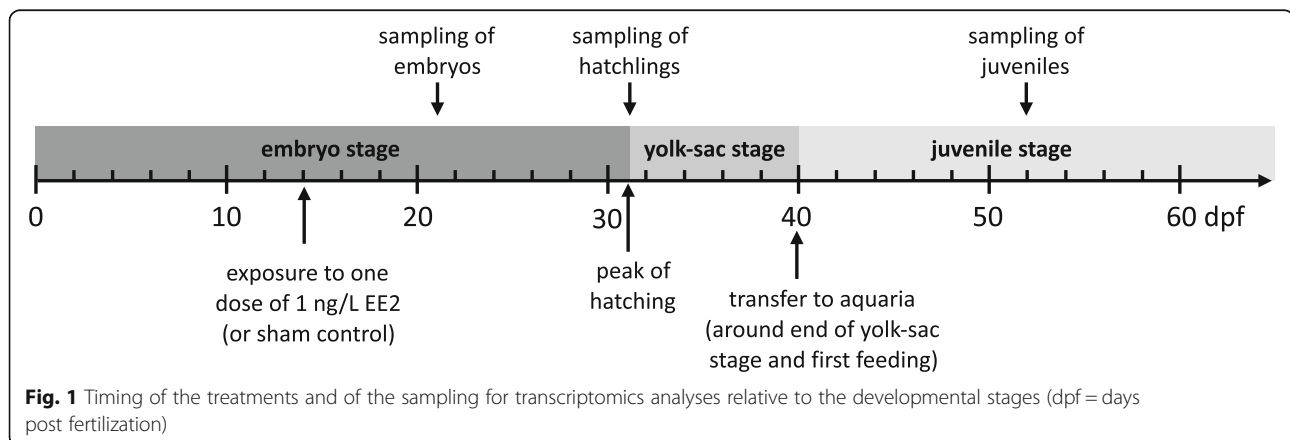 sampling of
embryos
sampling of
hatchlings
sampling of
juveniles
embryo stage
yolk-sac stage
juvenile stage
0
10
20
30
40
50
60 dpf
exposure to one
dose of 1 ng/L EE2
(or sham control)
peak of
hatching
transfer to aquaria
(around end of yolk-sac
stage and first feeding)
Fig. 1 Timing of the treatments and of the sampling for transcriptomics analyses relative to the developmental stages (dpf = days
post fertilization)